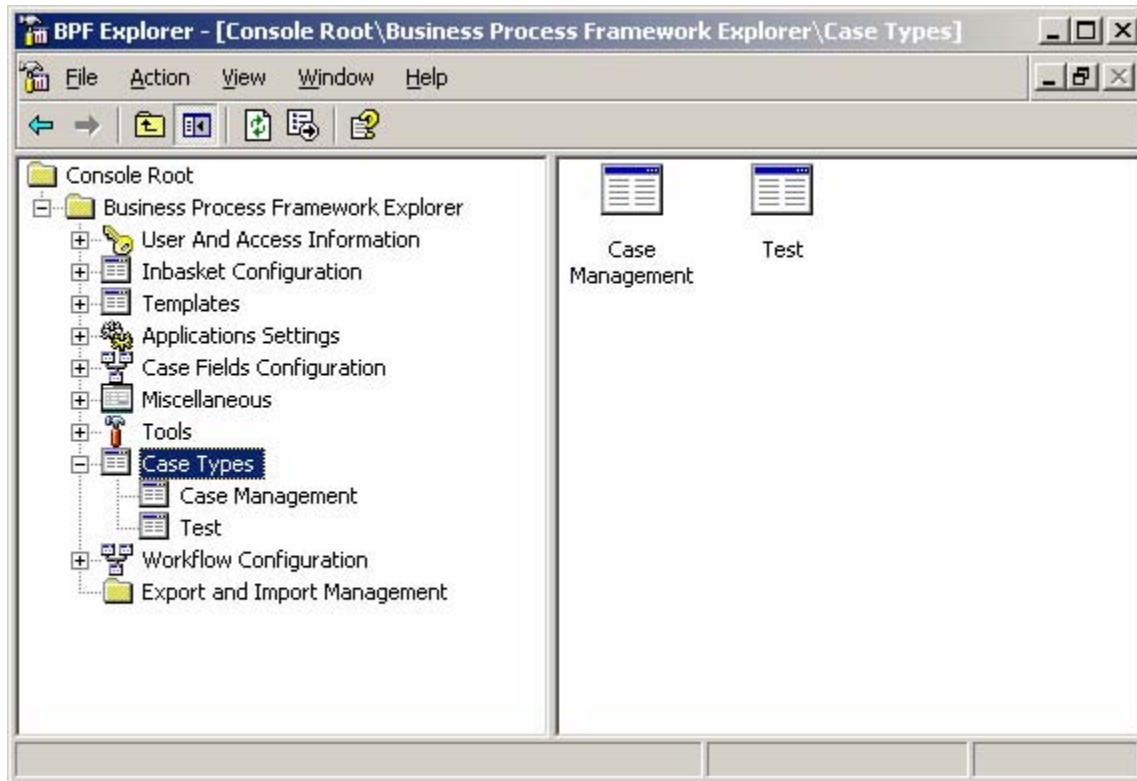 BPF Explorer - [Console Root\Business Process Framework Explorer\Case Types]
File Action View Window Help
Console Root
Business Process Framework Explorer
User And Access Information
Inbasket Configuration
Templates
Applications Settings
Case Fields Configuration
Miscellaneous
Tools
Case Types
Case Management
Test
Workflow Configuration
Export and Import Management
Case
Management
Test